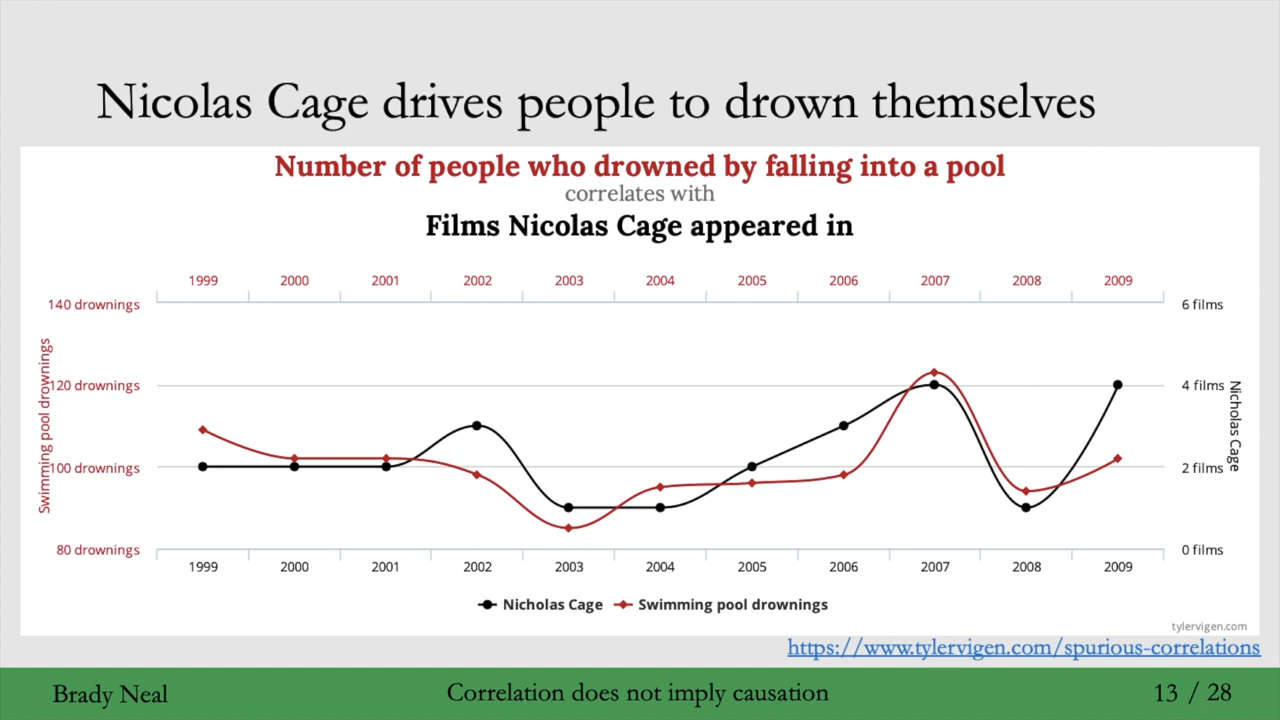 Nicolas Cage drives people to drown themselves
Number of people who drowned by falling into a pool
correlates with
Films Nicolas Cage appeared in
1999 2000 2001 2002 2003 2004 2005 2006 2007 2008 2009
140 drownings
120 drownings
100 drownings
80 drownings
Swimming pool drownings
6 films
4 films
2 films
0 films
Nicholas Cage
1999 2000 2001 2002 2003 2004 2005 2006 2007 2008 2009
Nicholas Cage Swimming pool drownings
tylervigen.com
https://www.tylervigen.com/spurious-correlations
Brady Neal Correlation does not imply causation 13 / 28